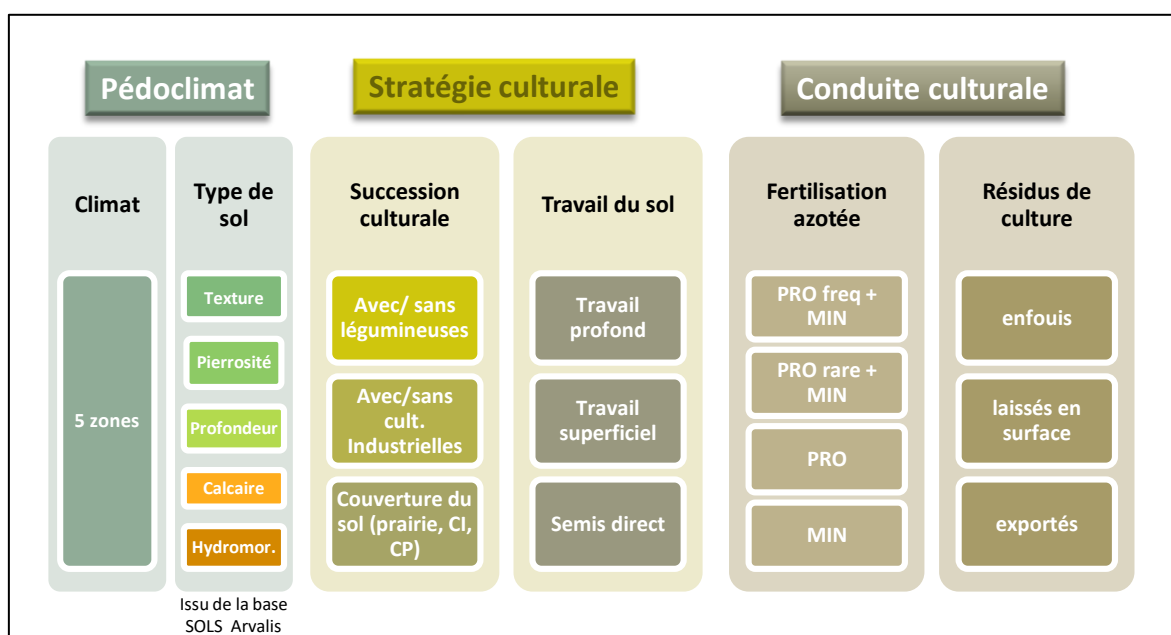 Pédoclimat
Stratégie culturale
Conduite culturale
Climat
5 zones
Type de
sol
Texture
Pierrosité
Profondeur
Calcaire
Hydromor.
Issu de la base
SOLS Arvalis
Succession
culturale
Avec/ sans
légumineuses
Avec/sans
cult.
Industrielles
Couverture du
sol (prairie, CI,
CP)
Travail du sol
Travail
profond
Travail
superficiel
Semis direct
Fertilisation
azotée
PRO freq +
MIN
PRO rare +
MIN
PRO
MIN
Résidus de
culture
enfouis
laissés en
surface
exportés